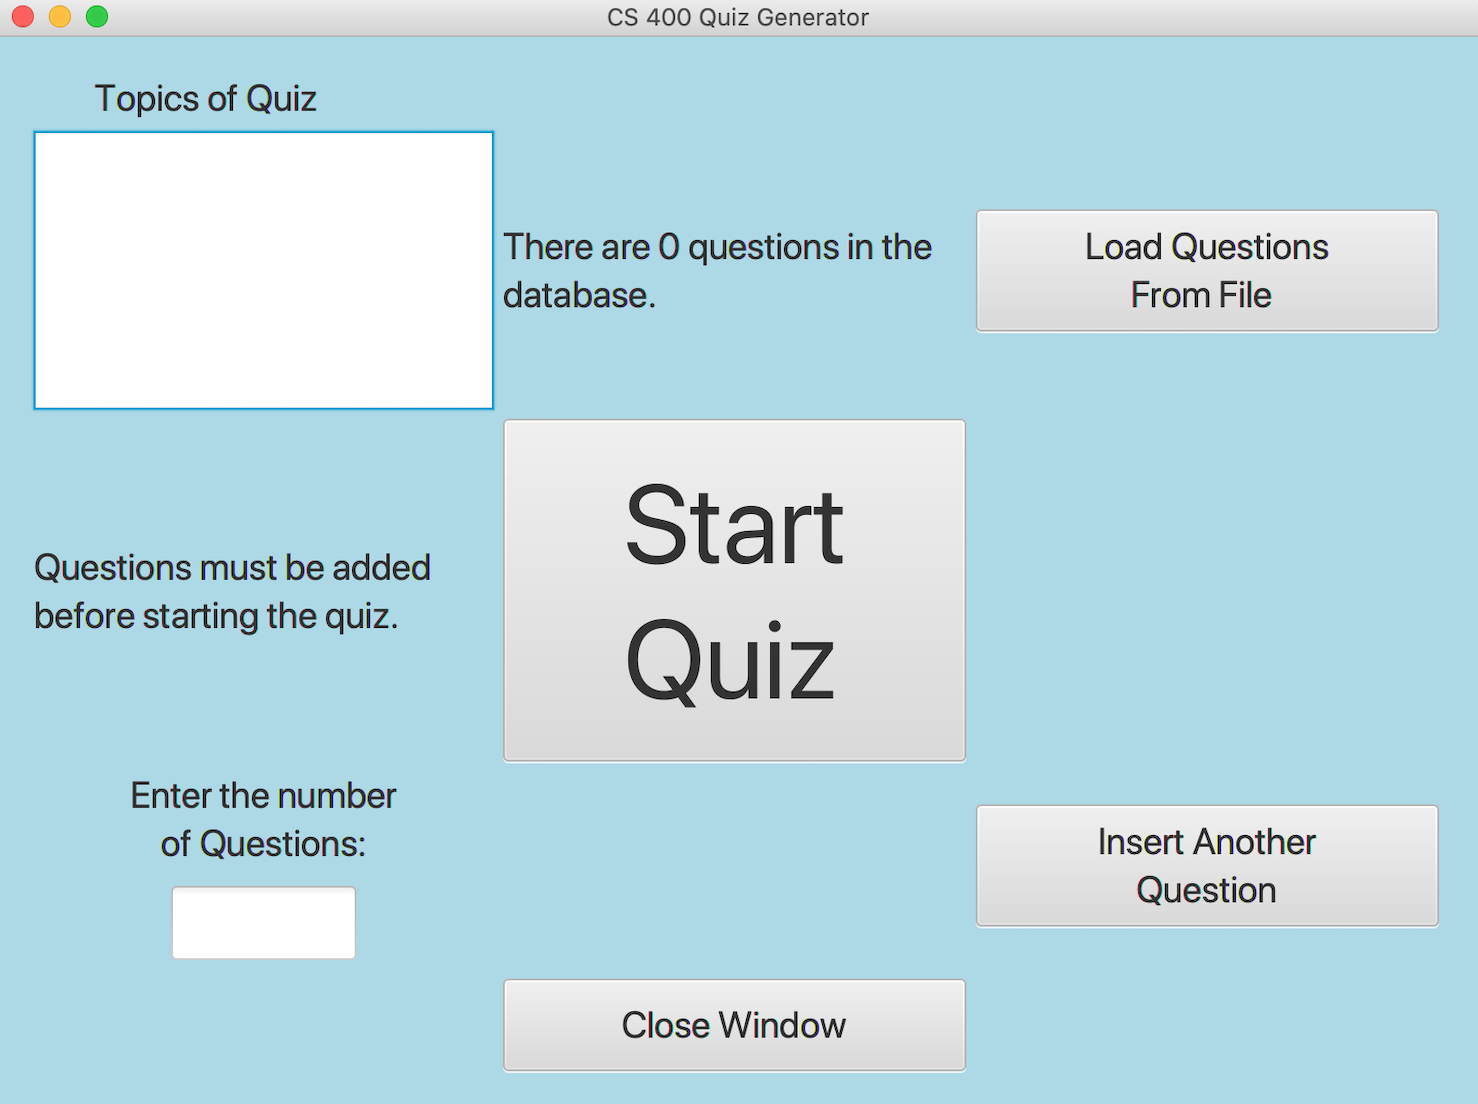 CS 400 Quiz Generator
Topics of Quiz
There are 0 questions in the
database.
Load Questions
From File
Start
Quiz
Questions must be added
before starting the quiz.
Enter the number
of Questions:
Insert Another
Question
Close Window